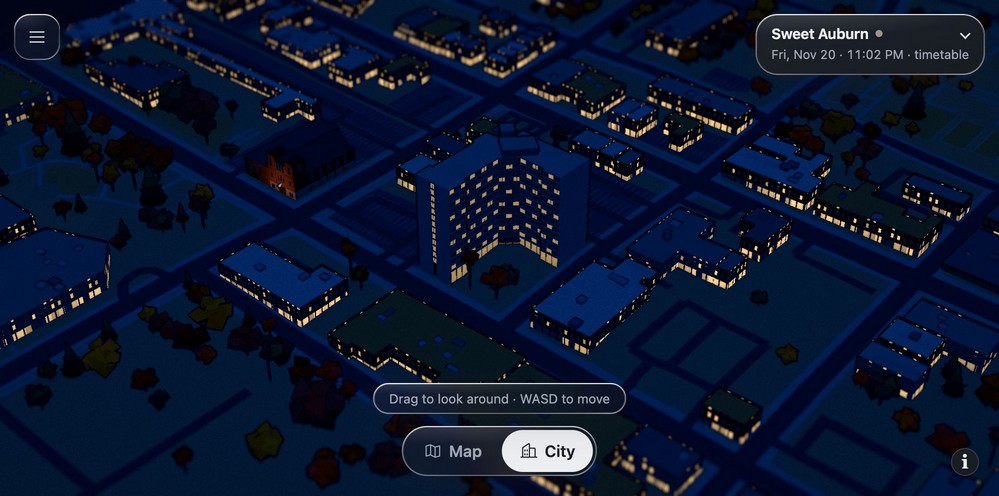 Sweet Auburn
Fri, Nov 20 · 11:02 PM · timetable
Drag to look around · WASD to move
Map
City
i